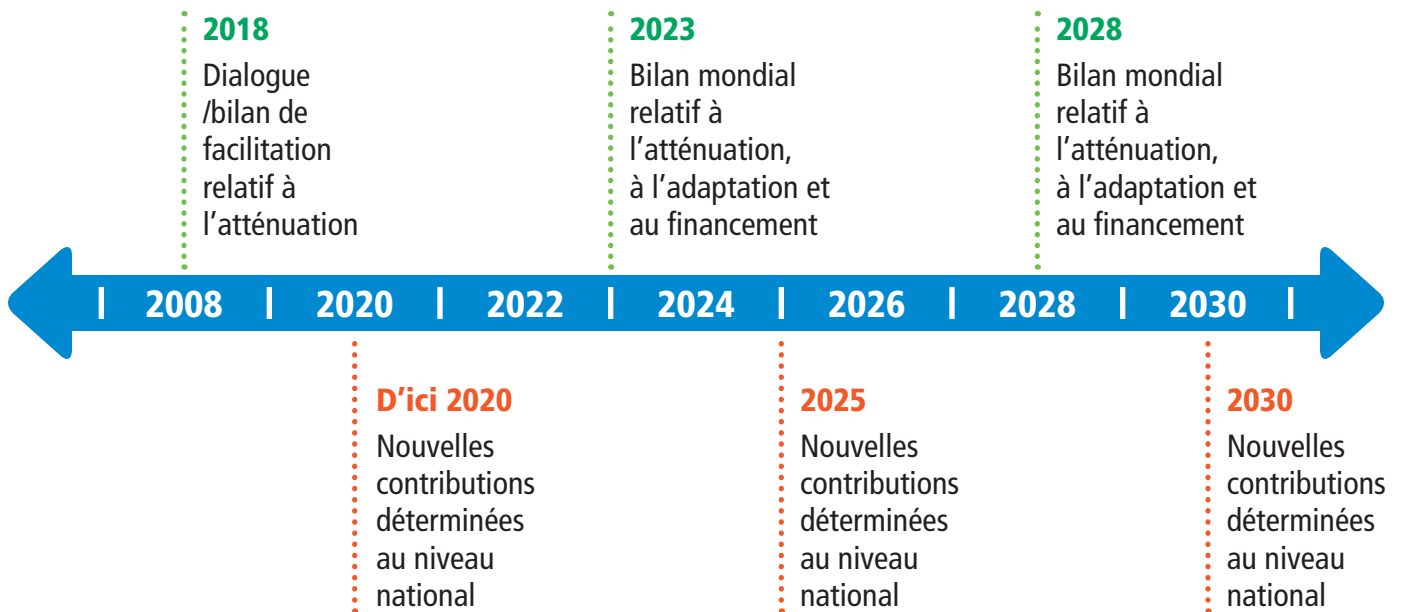 2018
Dialogue
/bilan de
facilitation
relatif à
l’atténuation
2023
Bilan mondial
relatif à
l’atténuation,
à l’adaptation et
au financement
2028
Bilan mondial
relatif à
l’atténuation,
à l’adaptation et
au financement
2008 2020 2022 2024 2026 2028 2030
D’ici 2020
Nouvelles
contributions
déterminées
au niveau
national
2025
Nouvelles
contributions
déterminées
au niveau
national
2030
Nouvelles
contributions
déterminées
au niveau
national